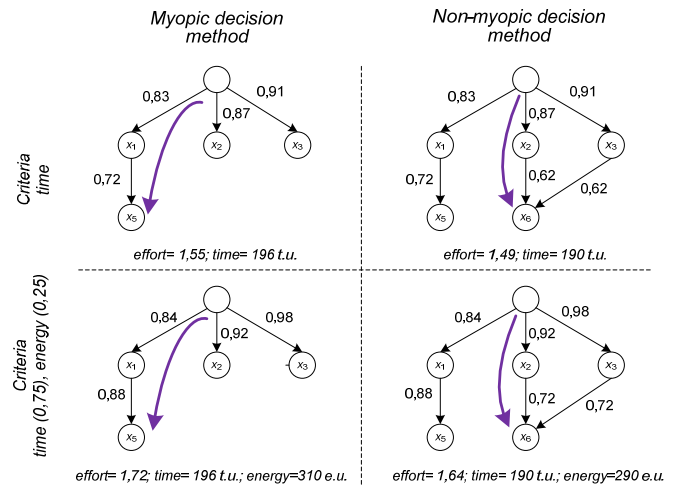 Myopic decision
method
Non-myopic decision
method
Criteria
time
0,83
0,91
0,87
x1
x2
x3
0,72
x5
effort= 1,55; time= 196 t.u.
0,83
0,91
0,87
x1
x2
x3
0,72
0,62
0,62
x5
x6
effort= 1,49; time= 190 t.u.
Criteria
time (0,75), energy (0,25)
0,84
0,98
0,92
x1
x2
x3
0,88
x5
effort= 1,72; time= 196 t.u.; energy=310 e.u.
0,84
0,98
0,92
x1
x2
x3
0,88
0,72
0,72
x5
x6
effort= 1,64; time= 190 t.u.; energy=290 e.u.